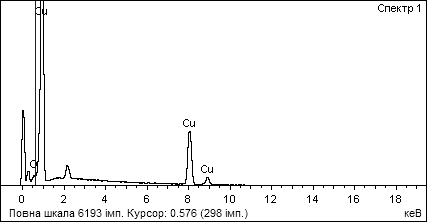 Спектр 1
Cu
O
Cu
Cu
0 2 4 6 8 10 12 14 16 18
Повна шкала 6193 імп. Курсор: 0.576 (298 імп.)
кеВ